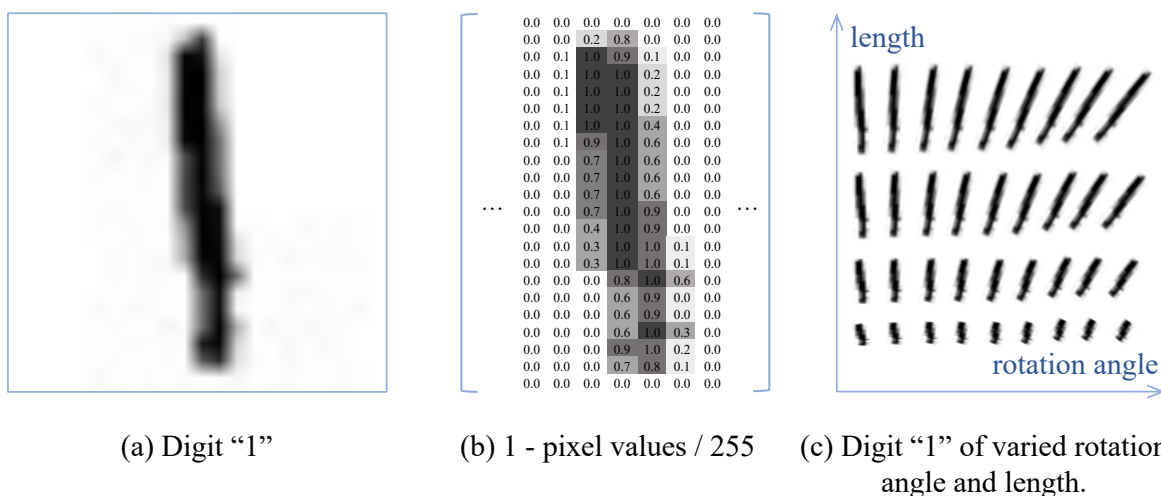 0.0 0.0 0.0 0.0 0.0 0.0 0.0
0.0 0.0 0.2 0.8 0.0 0.0 0.0
0.0 0.1 1.0 0.9 0.1 0.0 0.0
0.0 0.1 1.0 1.0 0.2 0.0 0.0
0.0 0.1 1.0 1.0 0.2 0.0 0.0
0.0 0.1 1.0 1.0 0.2 0.0 0.0
0.0 0.1 1.0 1.0 0.4 0.0 0.0
0.0 0.1 0.9 1.0 0.6 0.0 0.0
0.0 0.0 0.7 1.0 0.6 0.0 0.0
0.0 0.0 0.7 1.0 0.6 0.0 0.0
0.0 0.0 0.7 1.0 0.6 0.0 0.0
... 0.0 0.0 0.7 1.0 0.9 0.0 0.0 ...
0.0 0.0 0.4 1.0 0.9 0.0 0.0
0.0 0.0 0.3 1.0 1.0 0.1 0.0
0.0 0.0 0.3 1.0 1.0 0.1 0.0
0.0 0.0 0.0 0.8 1.0 0.6 0.0
0.0 0.0 0.0 0.6 0.9 0.0 0.0
0.0 0.0 0.0 0.6 0.9 0.0 0.0
0.0 0.0 0.0 0.6 1.0 0.3 0.0
0.0 0.0 0.0 0.9 1.0 0.2 0.0
0.0 0.0 0.0 0.7 0.8 0.1 0.0
0.0 0.0 0.0 0.0 0.0 0.0 0.0
length
rotation angle
(a) Digit “1”
(b) 1 - pixel values / 255
(c) Digit “1” of varied rotation
angle and length.